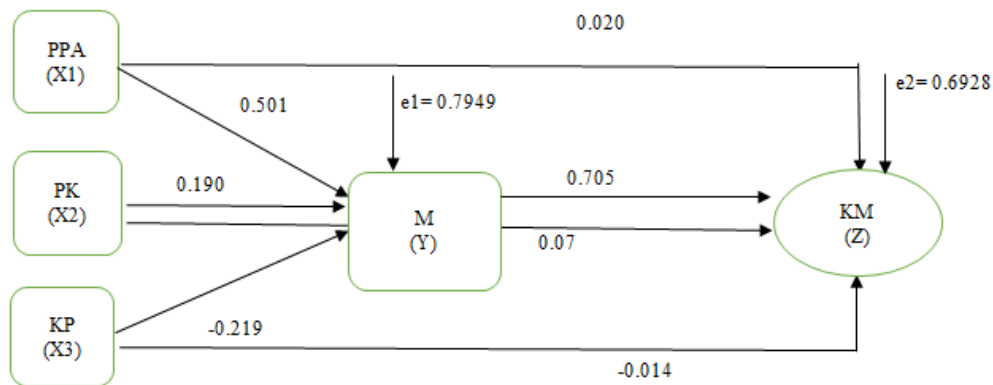 PPA
(X1)
0.020
0.501
e1= 0.7949
e2= 0.6928
PK
(X2)
0.190
M
(Y)
0.705
0.07
KM
(Z)
KP
(X3)
-0.219
-0.014